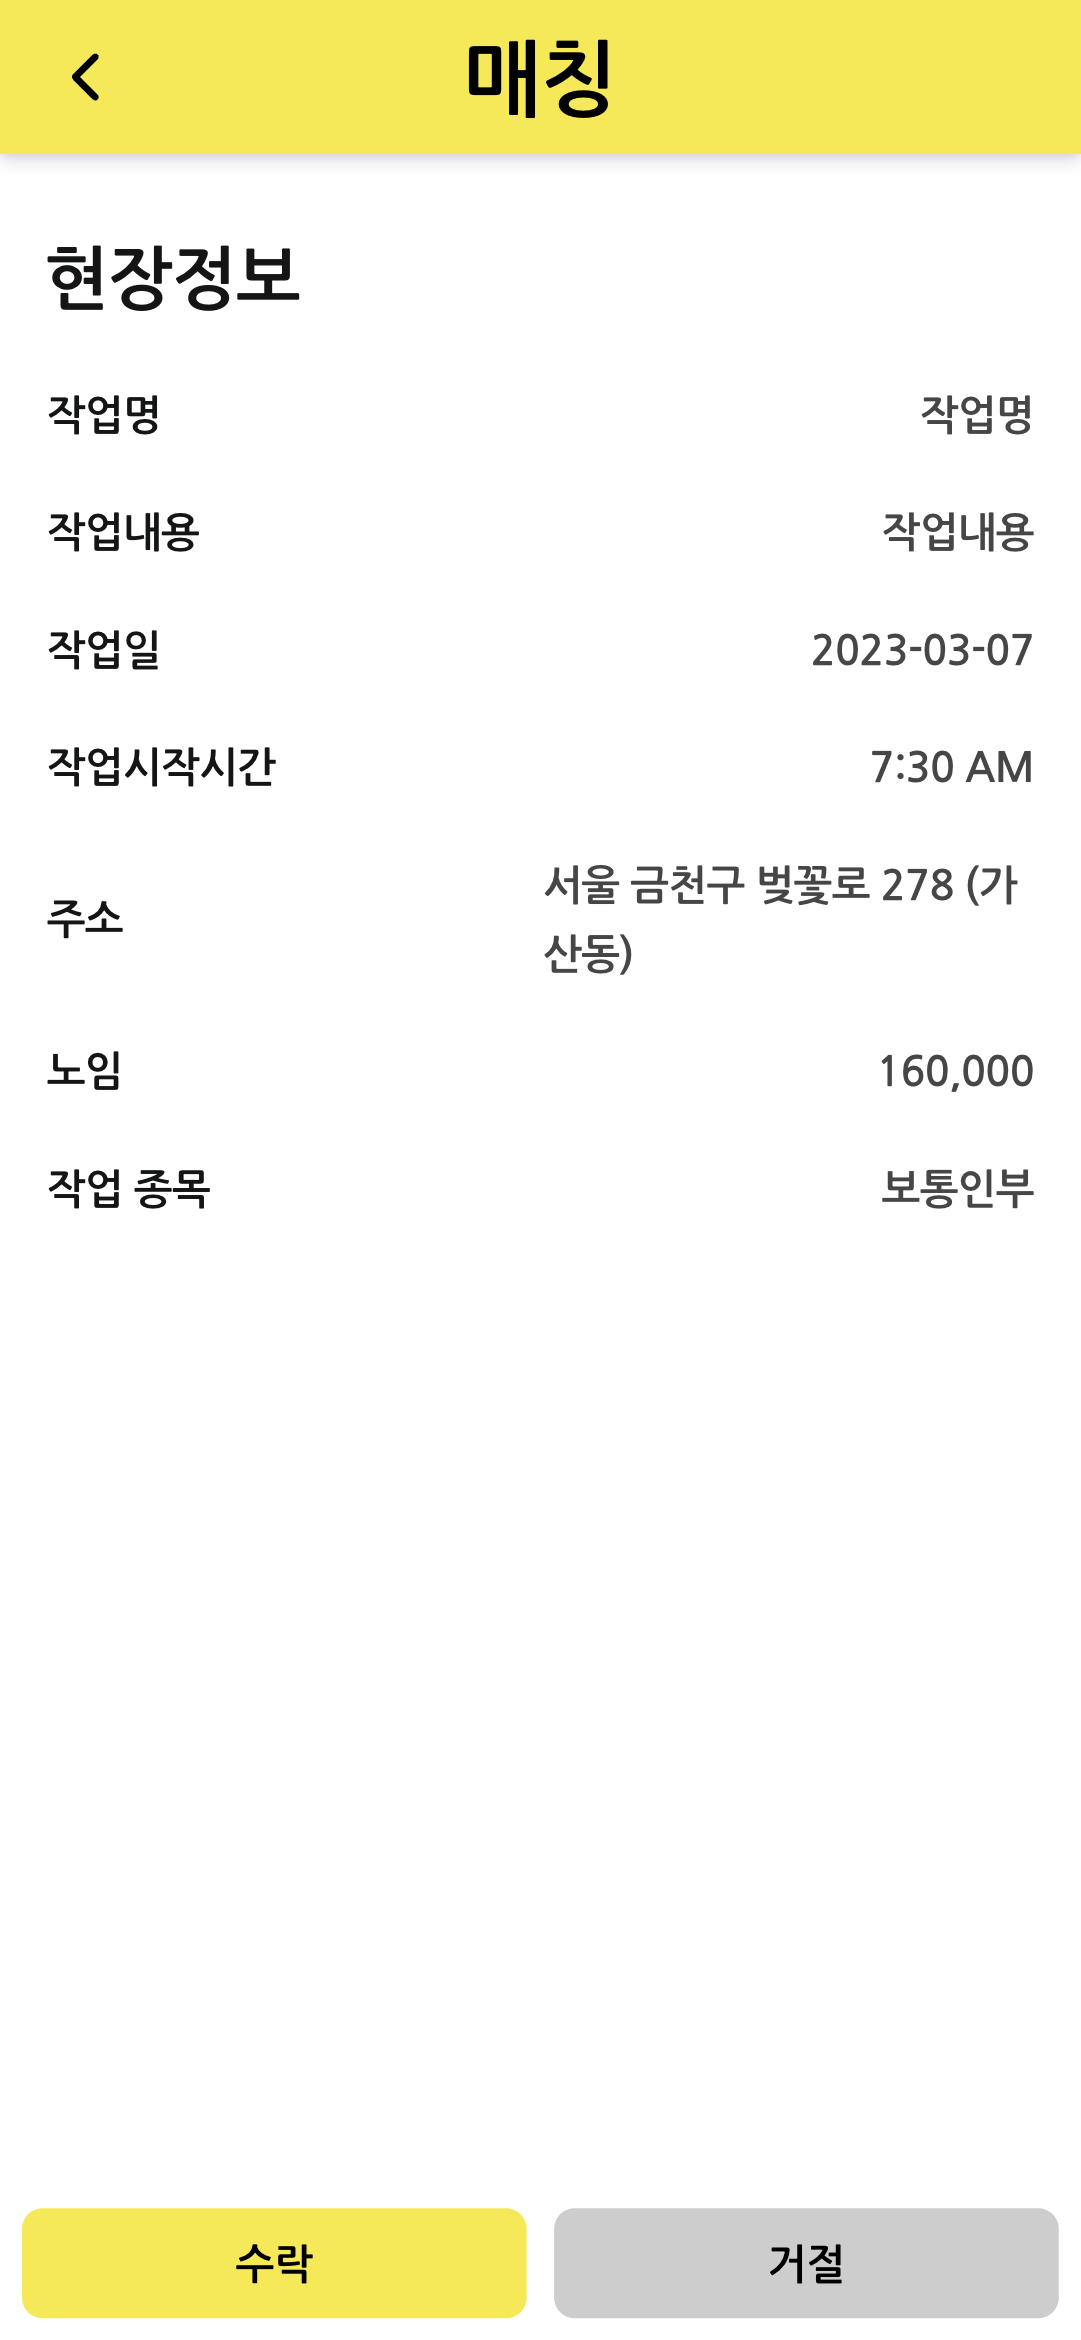 매칭
현장정보
작업명 작업명
작업내용 작업내용
작업일 2023-03-07
작업시작시간 7:30 AM
주소 서울 금천구 벚꽃로 278 (가
산동)
노임 160,000
작업 종목 보통인부
수락 거절